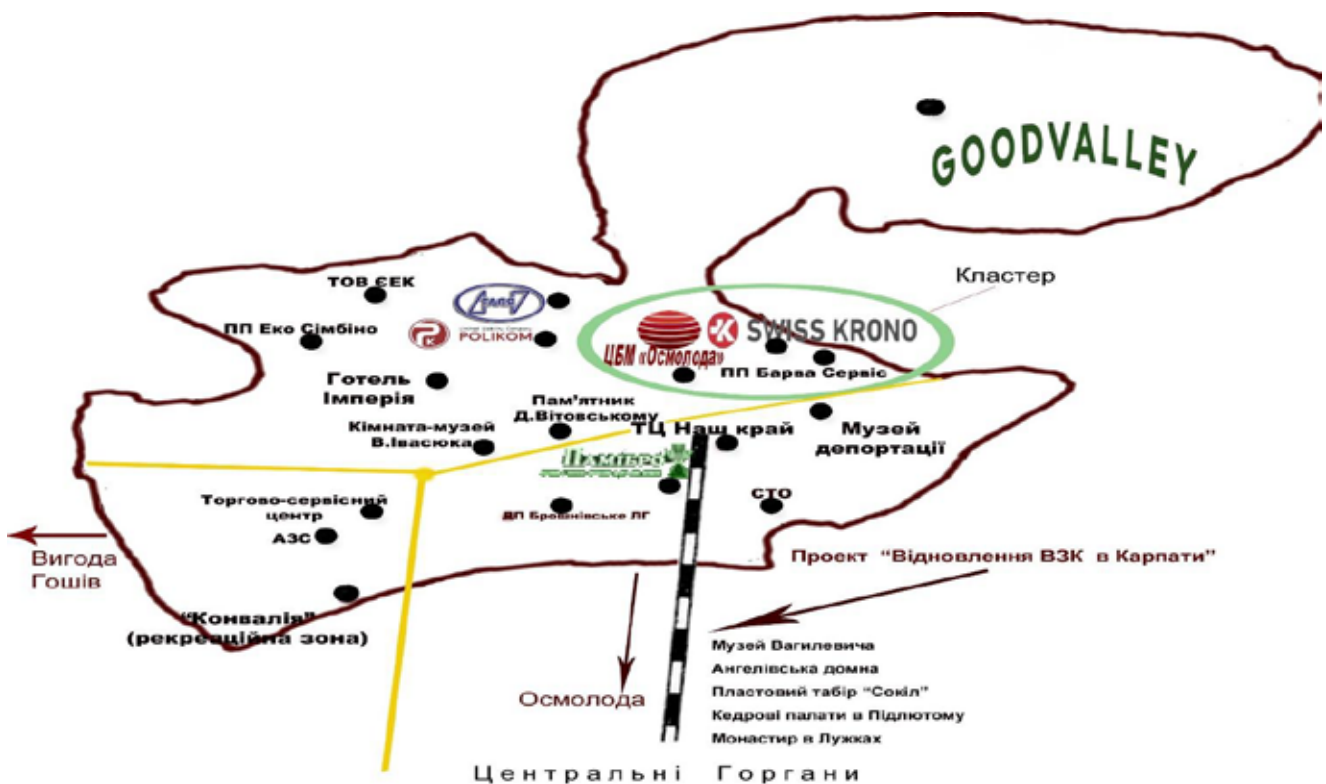 GOODVALLEY
Кластер
ТОВ ЄЕК
ПП Еко Сімбіно
POLIKOM
SWISS KRONO
ЦБМ «Осмолода»
ПП Барва Сервіс
Готель
Імперія
Пам’ятник
Д.Вітовському
Кімната-музей
В.Івасюка
ТЦ Наш край
Музей
депортації
Торгово-сервісний
центр
АЗС
ДП Брошнівське ЛГ
СТО
Вигода
Гошів
Проект “Відновлення ВЗК в Карпати”
“Конвалія”
(рекреаційна зона)
Осмолода
Музей Вагилевича
Ангелівська домна
Пластовий табір “Сокіл”
Кедрові палати в Підлютому
Монастир в Лужках
Центральні Горгани